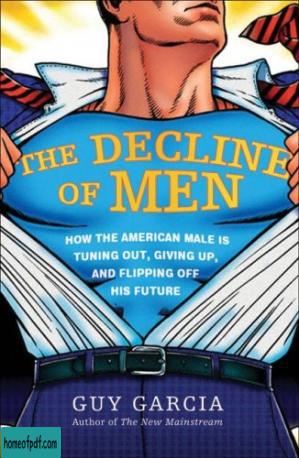 THE DECLINE
OF MEN
HOW THE AMERICAN MALE IS
TUNING OUT, GIVING UP,
AND FLIPPING OFF
HIS FUTURE
GUY GARCIA
Author of The New Mainstream
homeofpdf.com